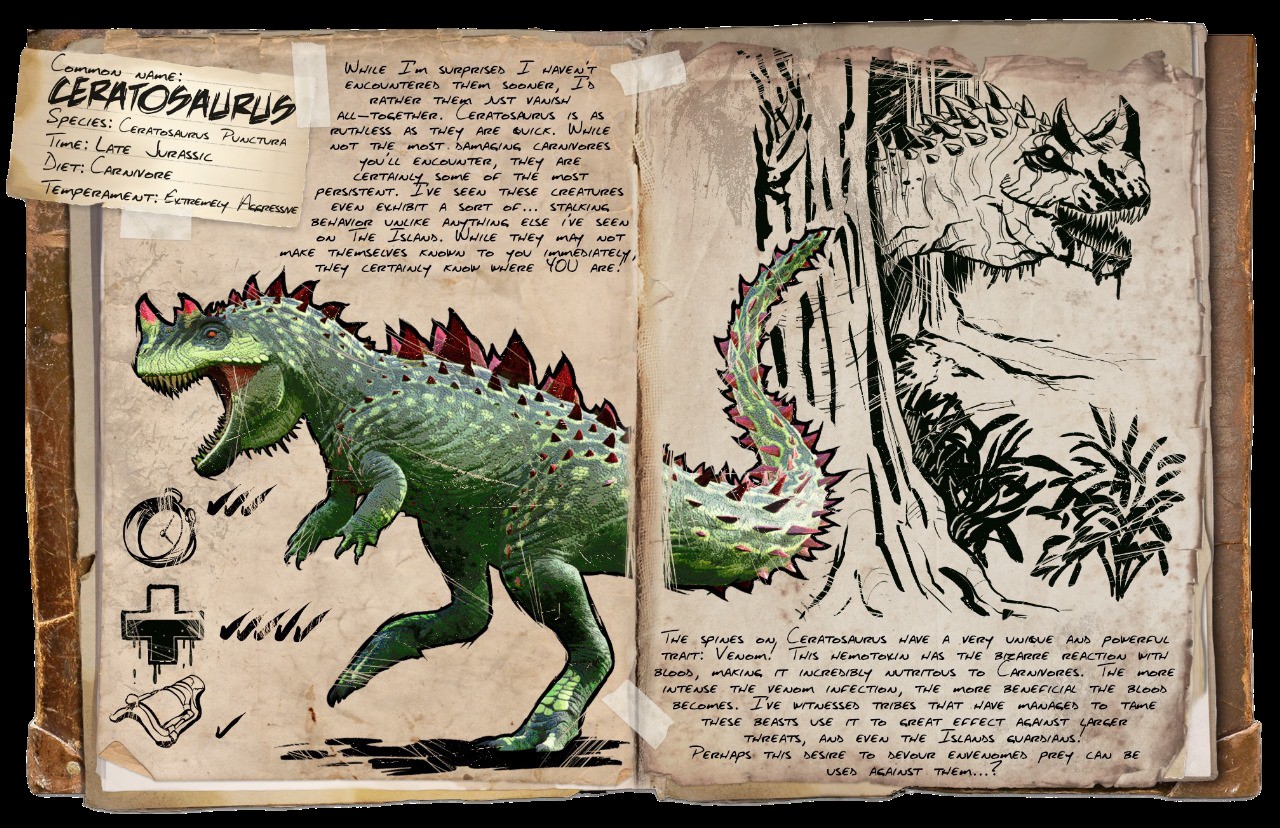 Common name:
CERATOSAURUS
Species: Ceratosaurus Punctura
Time: Late Jurassic
Diet: Carnivore
Temperament: Extremely Aggressive
While I'm surprised I haven't
encountered them sooner, I'd
rather them just vanish
all-together. Ceratosaurus is as
ruthless as they are quick. While
not the most damaging carnivores
you'll encounter, they are
certainly some of the most
persistent. I've seen these creatures
even exhibit a sort of... stalking
behavior unlike anything else i've seen
on The Island. While they may not
make themselves known to you immediately,
they certainly know where YOU are!
The spines on Ceratosaurus have a very unique and powerful
trait: Venom. This hemotoxin has the bizarre reaction with
blood, making it incredibly nutritous to Carnivores. The more
intense the venom infection, the more beneficial the blood
becomes. I've witnessed tribes that have managed to tame
these beasts use it to great effect against larger
threats, and even the Islands guardians!
Perhaps this desire to devour envenomed prey can be
used against them...?